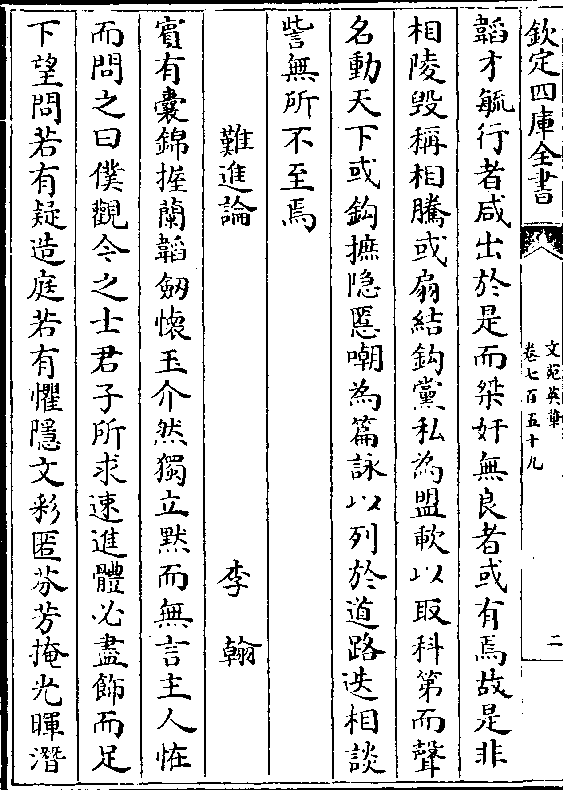 欽定四庫全書
文苑英華
卷七百五十九
二
韜才毓行者咸出於是而桀奸無良者或有焉故是非
相陵毀稱相騰或扇結鈎黨私為盟歃以取科第而聲
名動天下或鈎摭隐慝嘲為篇詠以列於道路迭相談
訾無所不至焉
難進論
李翰
賓有囊錦握蘭韜劒懷玉介然獨立默而無言主人恠
而問之曰僕觀今之士君子所求速進體必盡飾而足
下望問若有疑造庭若有懼隱文彩匿芬芳掩光暉潛